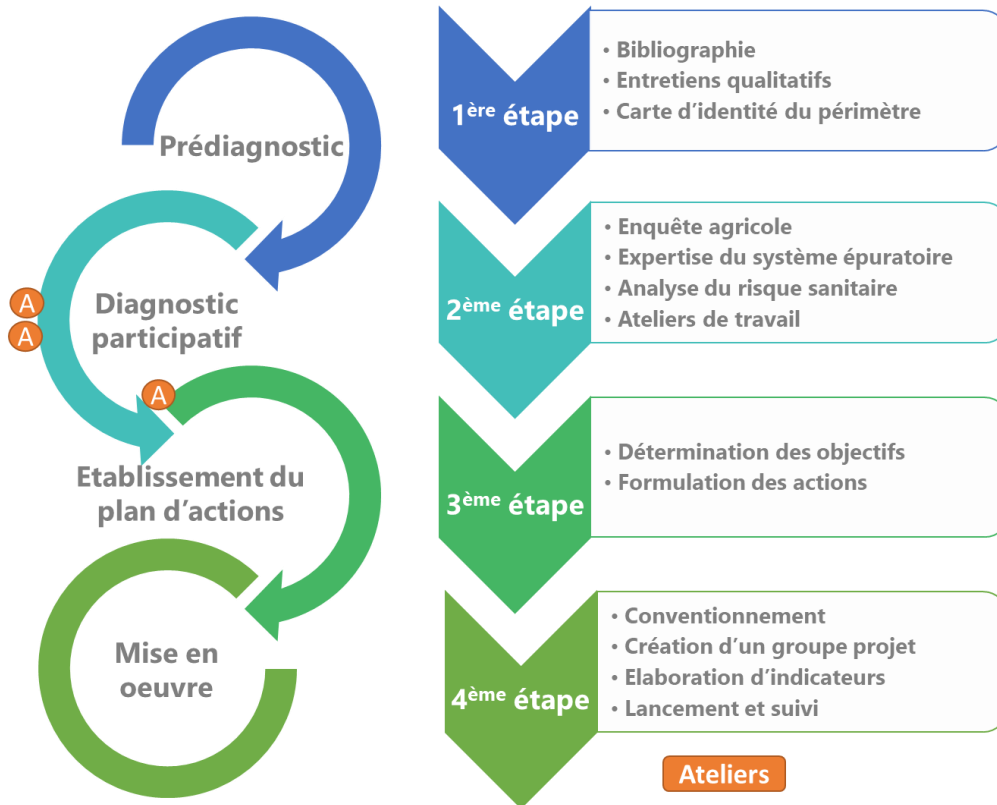 Prédiagnostic
1ère étape
• Bibliographie
• Entretiens qualitatifs
• Carte d'identité du périmètre
A
A
Diagnostic
participatif
2ème étape
• Enquête agricole
• Expertise du système épuratoire
• Analyse du risque sanitaire
• Ateliers de travail
A
Etablissement du
plan d'actions
3ème étape
• Détermination des objectifs
• Formulation des actions
Mise en
oeuvre
4ème étape
• Conventionnement
• Création d'un groupe projet
• Elaboration d'indicateurs
• Lancement et suivi
Ateliers